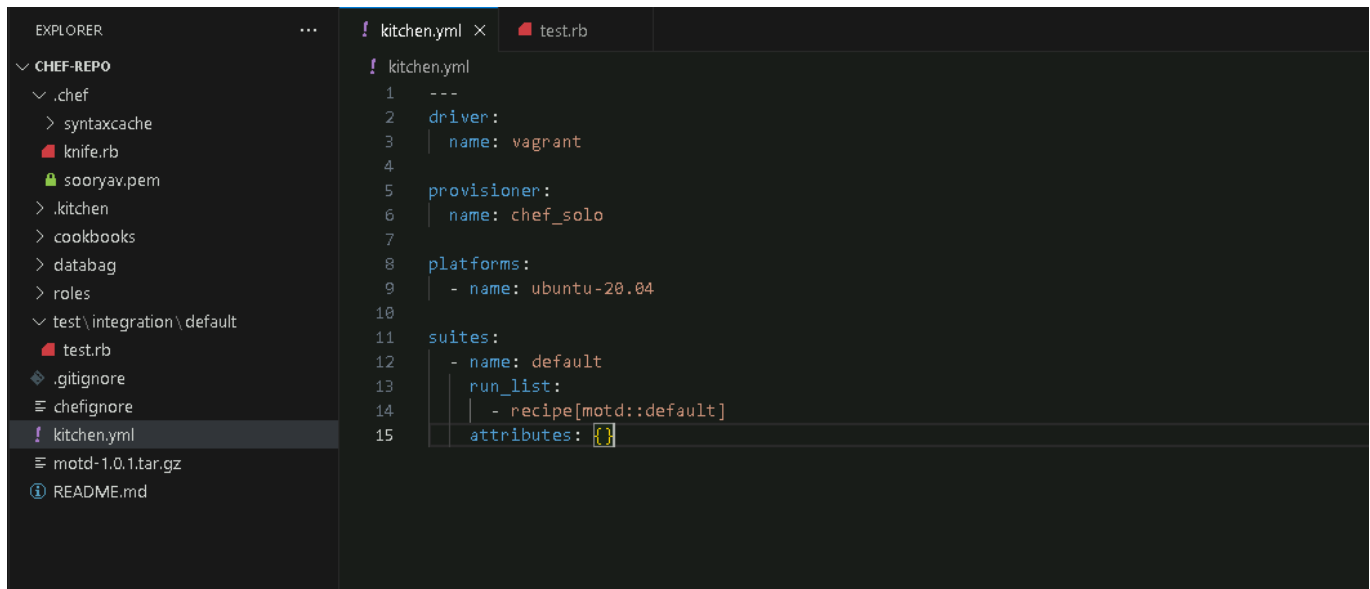 EXPLORER
CHEF-REPO
.chef
syntaxcache
knife.rb
sooryav.pem
.kitchen
cookbooks
databag
roles
test\integration\default
test.rb
.gitignore
chefignore
kitchen.yml
motd-1.0.1.tar.gz
README.md
kitchen.yml × test.rb
kitchen.yml
1 ---
2 driver:
3 name: vagrant
4
5 provisioner:
6 name: chef_solo
7
8 platforms:
9 - name: ubuntu-20.04
10
11 suites:
12 - name: default
13 run_list:
14 - recipe[motd::default]
15 attributes: {}